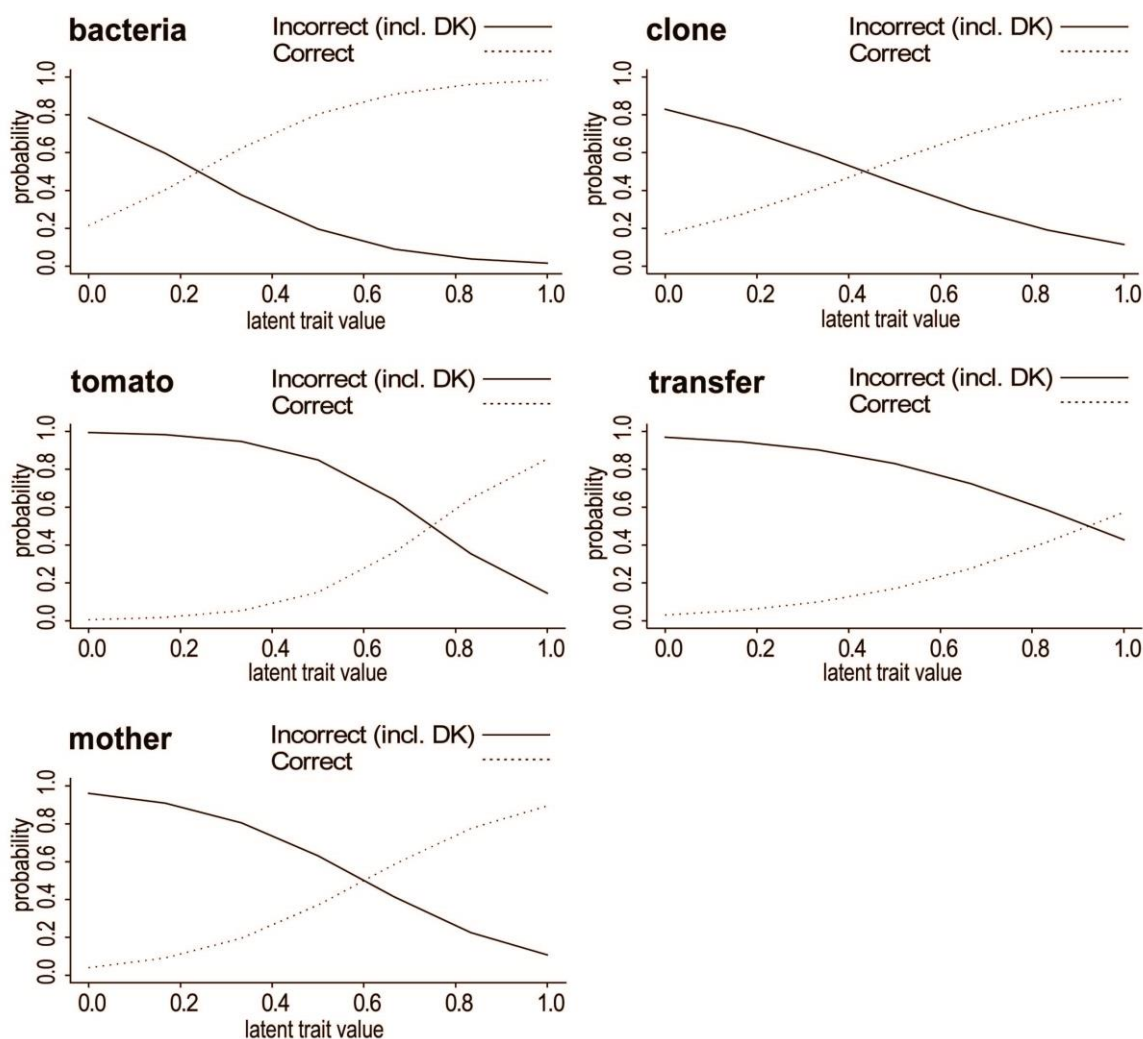 bacteria
Incorrect (incl. DK)
Correct
probability
0.0 0.2 0.4 0.6 0.8 1.0
0.0 0.2 0.4 0.6 0.8 1.0
latent trait value
clone
Incorrect (incl. DK)
Correct
probability
0.0 0.2 0.4 0.6 0.8 1.0
0.0 0.2 0.4 0.6 0.8 1.0
latent trait value
tomato
Incorrect (incl. DK)
Correct
probability
0.0 0.2 0.4 0.6 0.8 1.0
0.0 0.2 0.4 0.6 0.8 1.0
latent trait value
transfer
Incorrect (incl. DK)
Correct
probability
0.0 0.2 0.4 0.6 0.8 1.0
0.0 0.2 0.4 0.6 0.8 1.0
latent trait value
mother
Incorrect (incl. DK)
Correct
probability
0.0 0.2 0.4 0.6 0.8 1.0
0.0 0.2 0.4 0.6 0.8 1.0
latent trait value